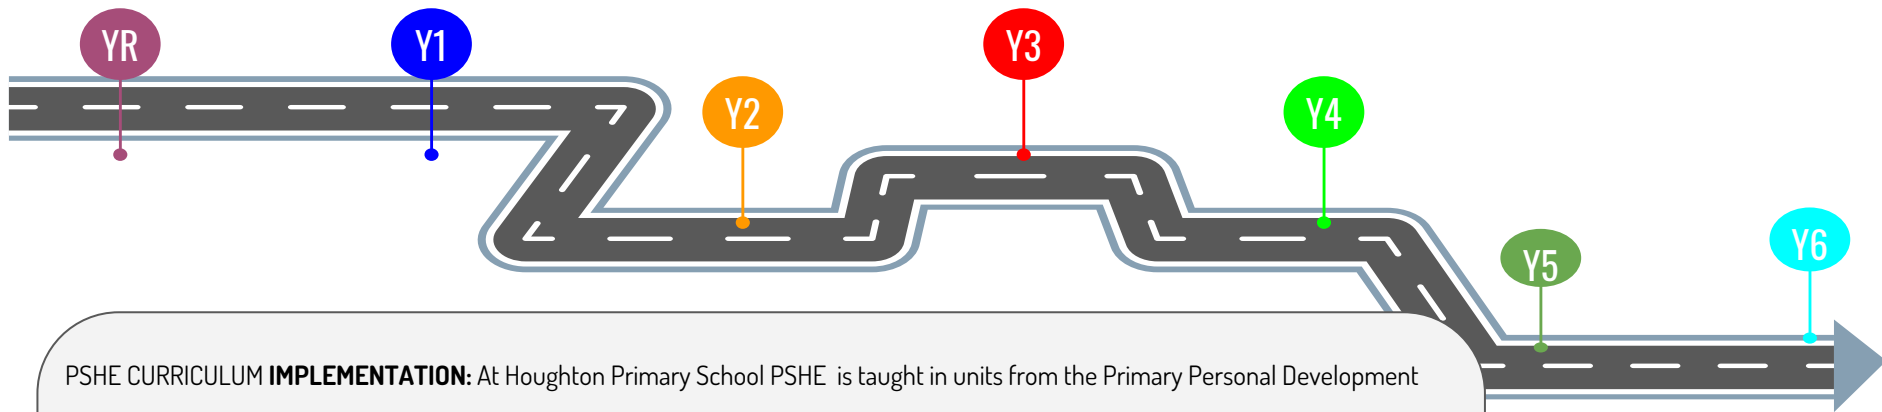 YR
Y1
Y2
Y3
Y4
Y5
Y6
PSHE CURRICULUM IMPLEMENTATION: At Houghton Primary School PSHE  is taught in units from the Primary Personal Development